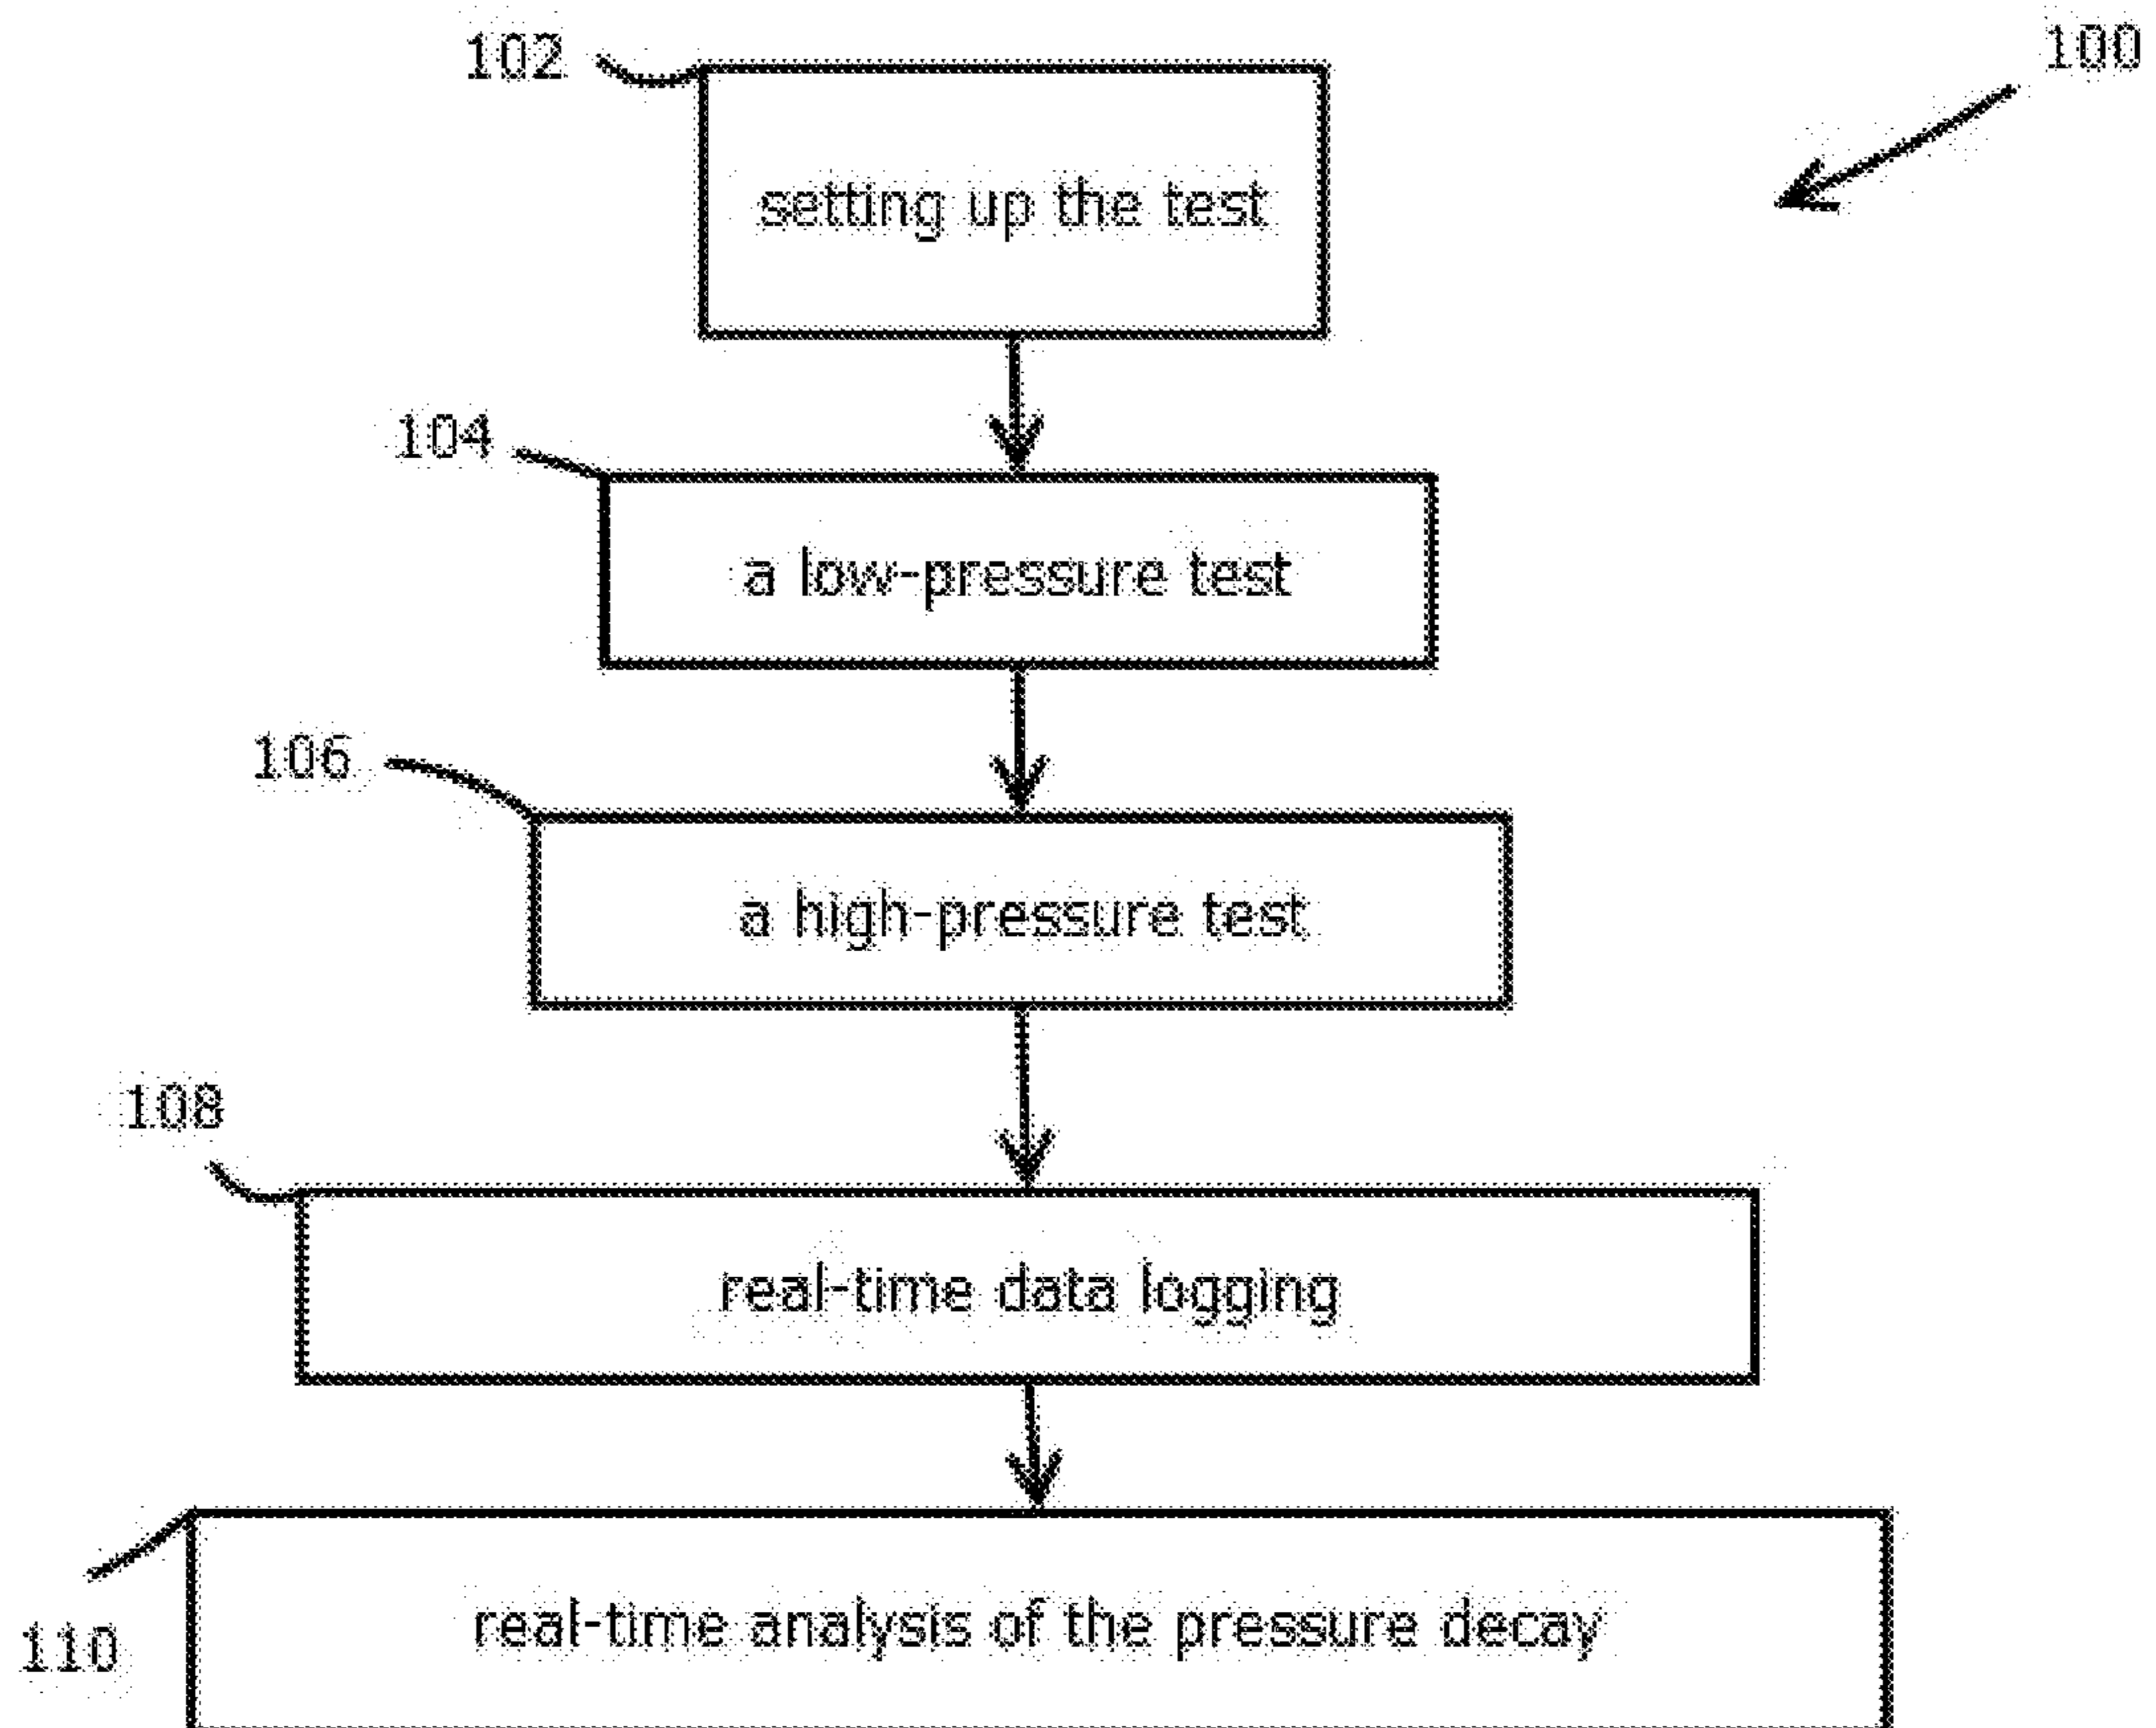 102
100
setting up the test
104
a low-pressure test
106
a high-pressure test
108
real-time data logging
real-time analysis of the pressure decay
110